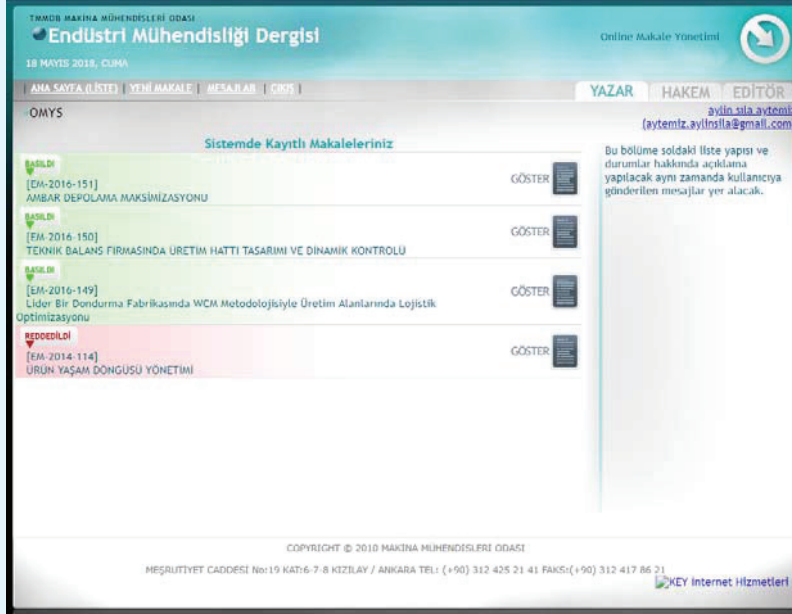 TMMOB MAKİNA MÜHENDİSLERİ ODASI
Endüstri Mühendisliği Dergisi
Online Makale Yönetimi
18 MAYIS 2018, CUMA
| ANA SAYFA (LİSTE) | YENİ MAKALE | MESAJLAR | ÇIKIŞ |
YAZAR HAKEM EDİTÖR
OMYS
aylin sıla aytemiz
(aytemiz.aylinsila@gmail.com
Sistemde Kayıtlı Makaleleriniz
Bu bölüme soldaki liste yapısı ve
durumlar hakkında açıklama
yapılacak aynı zamanda kullanıcıya
gönderilen mesajlar yer alacak.
BASILDI
[EM-2016-151]
AMBAR DEPOLAMA MAKSİMİZASYONU
GÖSTER
BASILDI
[EM-2016-150]
TEKNİK BALANS FİRMASINDA ÜRETİM HATTI TASARIMI VE DİNAMİK KONTROLÜ
GÖSTER
BASILDI
[EM-2016-149]
Lider Bir Dondurma Fabrikasında WCM Metodolojisiyle Üretim Alanlarında Lojistik
Optimizasyonu
GÖSTER
REDDEDİLDİ
[EM-2014-114]
ÜRÜN YAŞAM DÖNGÜSÜ YÖNETİMİ
GÖSTER
COPYRIGHT © 2010 MAKİNA MÜHENDİSLERİ ODASI
MEŞRUTİYET CADDESİ No:19 KAT:6-7-8 KIZILAY / ANKARA TEL: (+90) 312 425 21 41 FAKS:(+90) 312 417 86 21
KEY Internet Hizmetleri